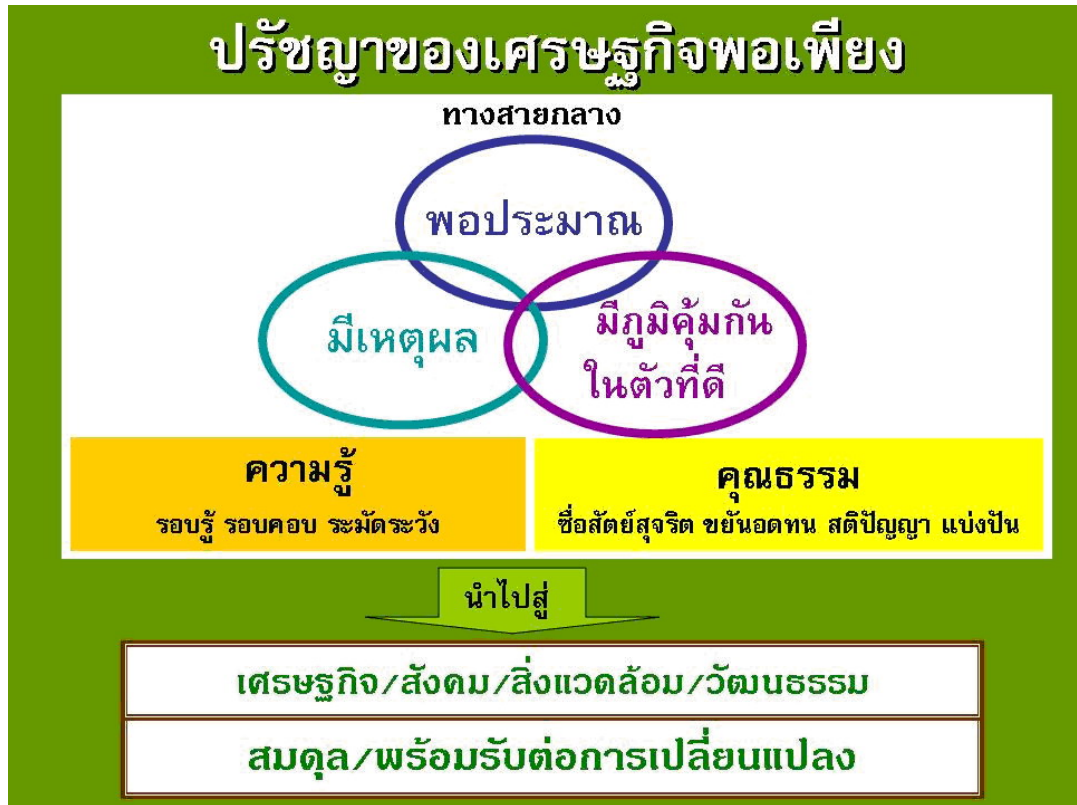 ปรัชญาของเศรษฐกิจพอเพียง
ทางสายกลาง
พอประมาณ
มีเหตุผล
มีภูมิคุ้มกัน
ในตัวที่ดี
ความรู้
รอบรู้ รอบคอบ ระมัดระวัง
คุณธรรม
ซื่อสัตย์สุจริต ขยันอดทน สติปัญญา แบ่งปัน
นำไปสู่
เศรษฐกิจ/สังคม/สิ่งแวดล้อม/วัฒนธรรม
สมดุล/พร้อมรับต่อการเปลี่ยนแปลง